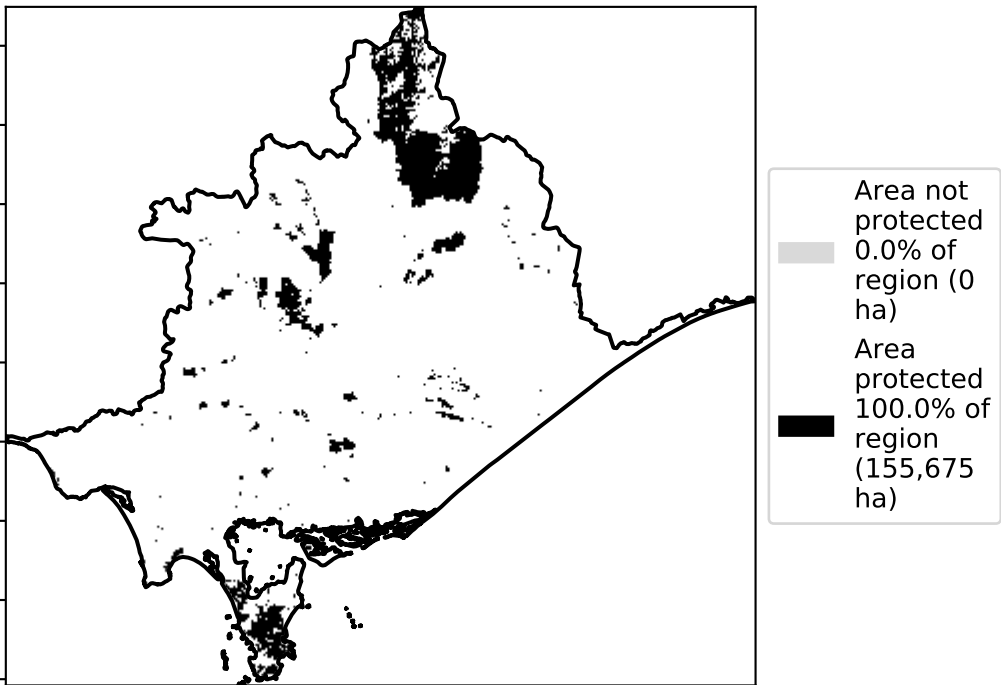 Area not
protected
0.0% of
region (0
ha)
Area
protected
100.0% of
region
(155,675
ha)